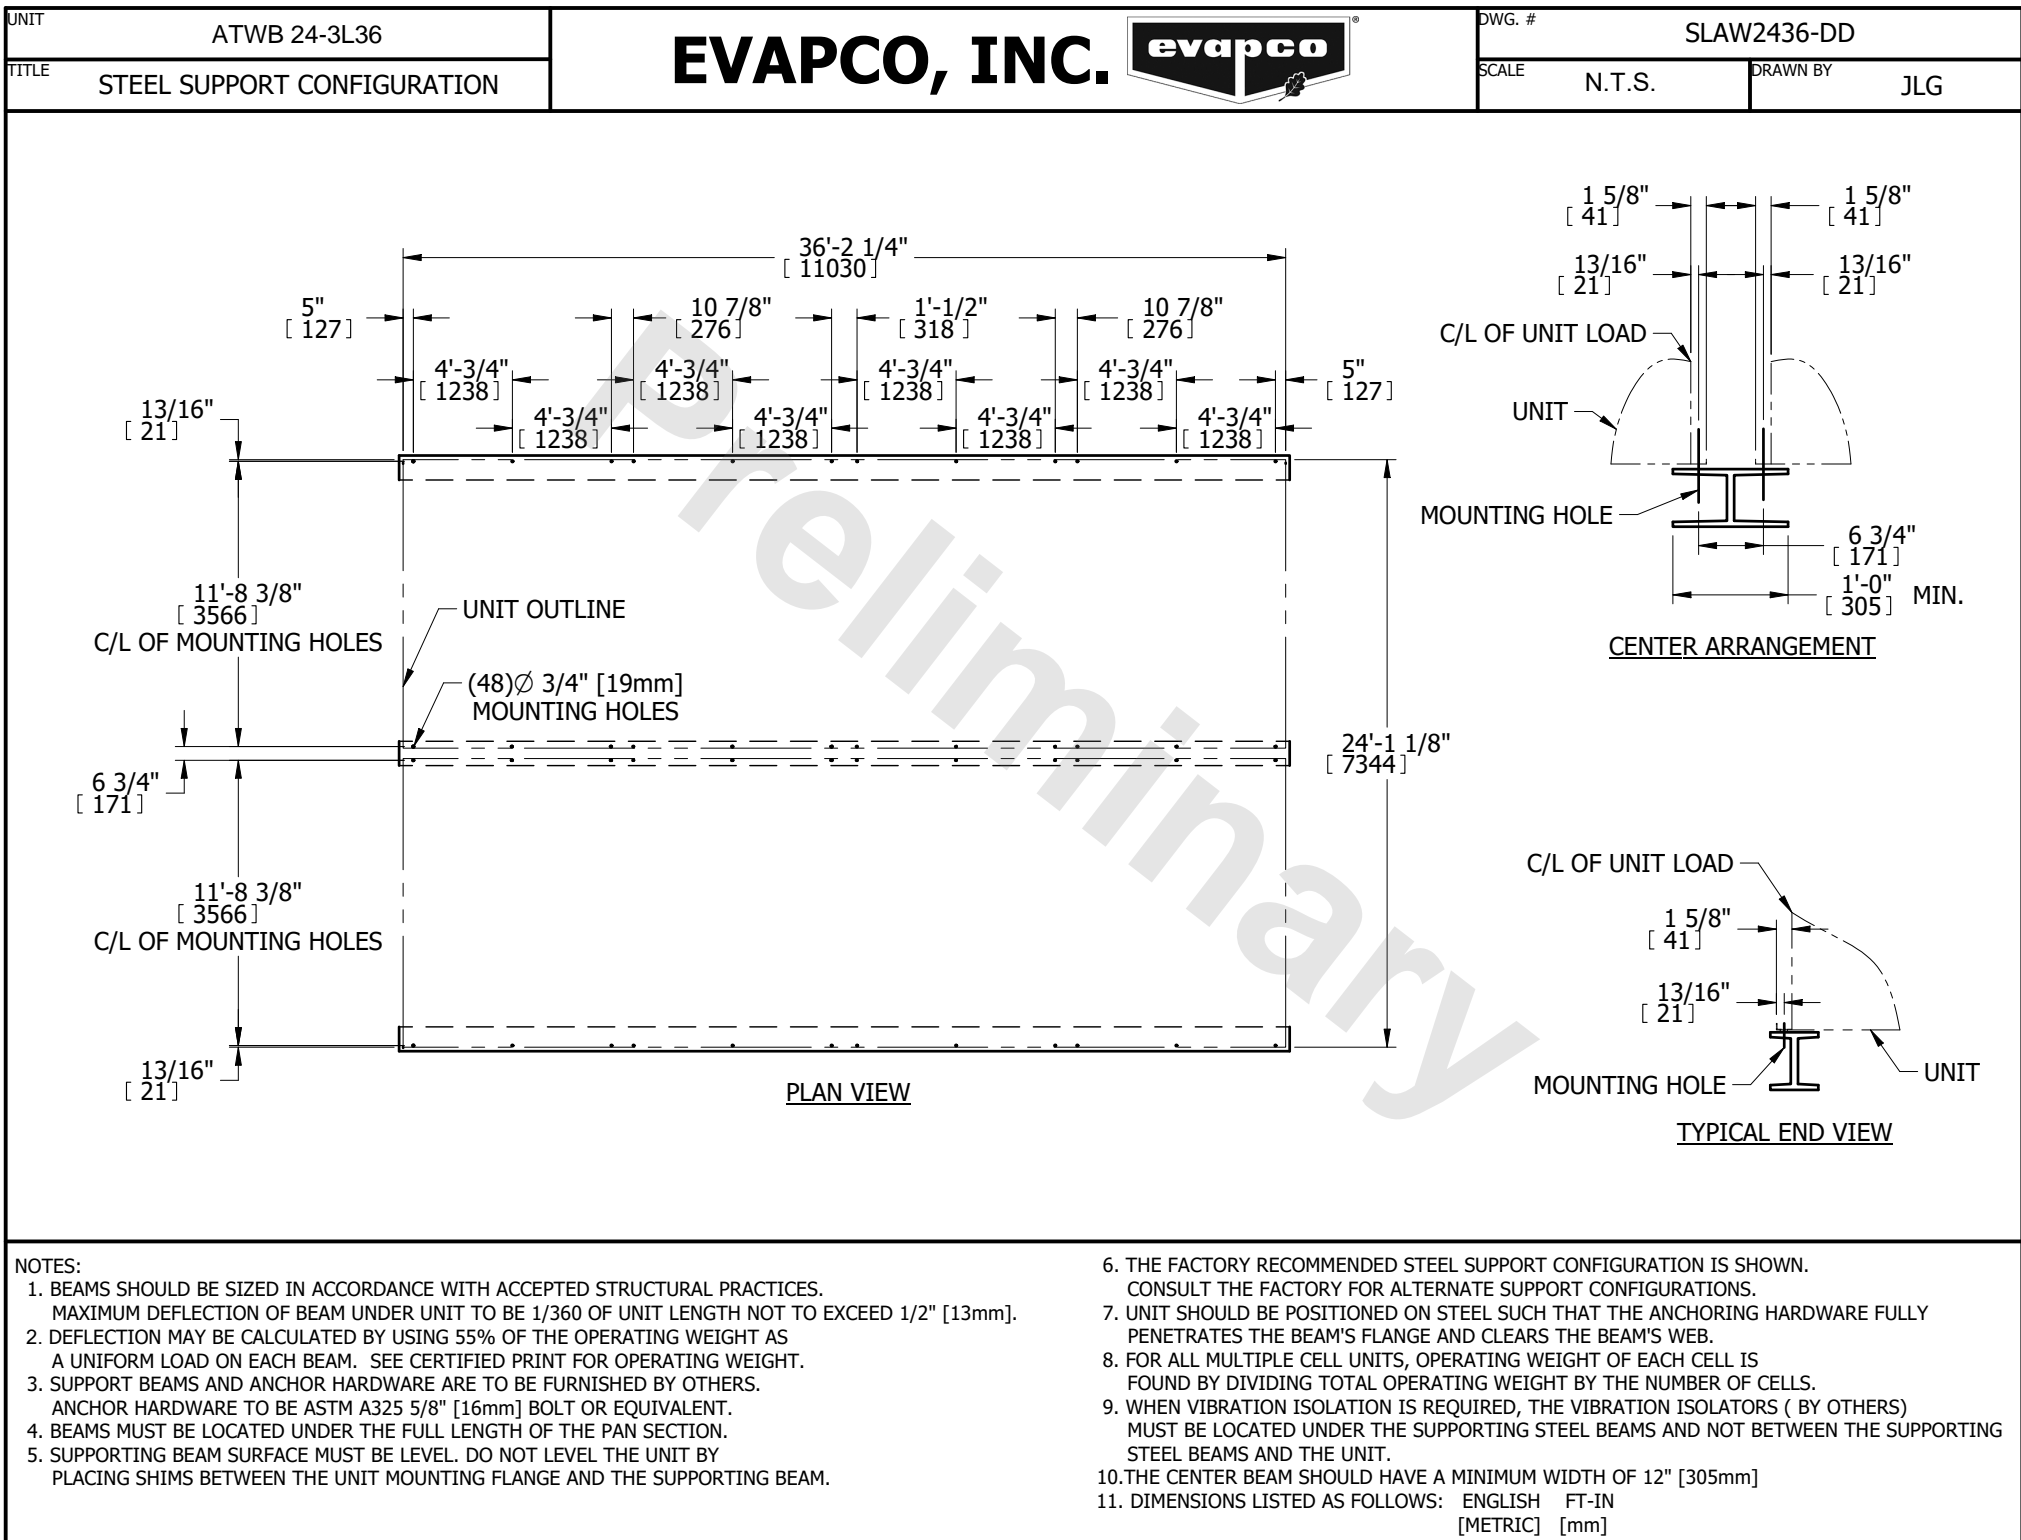 UNIT
ATWB 24-3L36
TITLE
STEEL SUPPORT CONFIGURATION
EVAPCO, INC.
evapco
®
DWG. #
SLAW2436-DD
SCALE
N.T.S.
DRAWN BY
JLG
36'-2 1/4"
[ 11030 ]
5"
[ 127 ]
10 7/8"
[ 276 ]
1'-1/2"
[ 318 ]
10 7/8"
[ 276 ]
4'-3/4"
[ 1238 ]
4'-3/4"
[ 1238 ]
4'-3/4"
[ 1238 ]
4'-3/4"
[ 1238 ]
5"
[ 127 ]
4'-3/4"
[ 1238 ]
4'-3/4"
[ 1238 ]
4'-3/4"
[ 1238 ]
4'-3/4"
[ 1238 ]
13/16"
[ 21 ]
11'-8 3/8"
[ 3566 ]
C/L OF MOUNTING HOLES
UNIT OUTLINE
(48)Ø 3/4" [19mm]
MOUNTING HOLES
6 3/4"
[ 171 ]
24'-1 1/8"
[ 7344 ]
11'-8 3/8"
[ 3566 ]
C/L OF MOUNTING HOLES
13/16"
[ 21 ]
PLAN VIEW
Preliminary
1 5/8"
[ 41 ]
1 5/8"
[ 41 ]
13/16"
[ 21 ]
13/16"
[ 21 ]
C/L OF UNIT LOAD
UNIT
MOUNTING HOLE
6 3/4"
[ 171 ]
1'-0"
[ 305 ] MIN.
CENTER ARRANGEMENT
C/L OF UNIT LOAD
1 5/8"
[ 41 ]
13/16"
[ 21 ]
MOUNTING HOLE
UNIT
TYPICAL END VIEW
NOTES:
1. BEAMS SHOULD BE SIZED IN ACCORDANCE WITH ACCEPTED STRUCTURAL PRACTICES.
MAXIMUM DEFLECTION OF BEAM UNDER UNIT TO BE 1/360 OF UNIT LENGTH NOT TO EXCEED 1/2" [13mm].
2. DEFLECTION MAY BE CALCULATED BY USING 55% OF THE OPERATING WEIGHT AS
A UNIFORM LOAD ON EACH BEAM. SEE CERTIFIED PRINT FOR OPERATING WEIGHT.
3. SUPPORT BEAMS AND ANCHOR HARDWARE ARE TO BE FURNISHED BY OTHERS.
ANCHOR HARDWARE TO BE ASTM A325 5/8" [16mm] BOLT OR EQUIVALENT.
4. BEAMS MUST BE LOCATED UNDER THE FULL LENGTH OF THE PAN SECTION.
5. SUPPORTING BEAM SURFACE MUST BE LEVEL. DO NOT LEVEL THE UNIT BY
PLACING SHIMS BETWEEN THE UNIT MOUNTING FLANGE AND THE SUPPORTING BEAM.
6. THE FACTORY RECOMMENDED STEEL SUPPORT CONFIGURATION IS SHOWN.
CONSULT THE FACTORY FOR ALTERNATE SUPPORT CONFIGURATIONS.
7. UNIT SHOULD BE POSITIONED ON STEEL SUCH THAT THE ANCHORING HARDWARE FULLY
PENETRATES THE BEAM'S FLANGE AND CLEARS THE BEAM'S WEB.
8. FOR ALL MULTIPLE CELL UNITS, OPERATING WEIGHT OF EACH CELL IS
FOUND BY DIVIDING TOTAL OPERATING WEIGHT BY THE NUMBER OF CELLS.
9. WHEN VIBRATION ISOLATION IS REQUIRED, THE VIBRATION ISOLATORS ( BY OTHERS)
MUST BE LOCATED UNDER THE SUPPORTING STEEL BEAMS AND NOT BETWEEN THE SUPPORTING
STEEL BEAMS AND THE UNIT.
10.THE CENTER BEAM SHOULD HAVE A MINIMUM WIDTH OF 12" [305mm]
11. DIMENSIONS LISTED AS FOLLOWS: ENGLISH FT-IN
[METRIC] [mm]